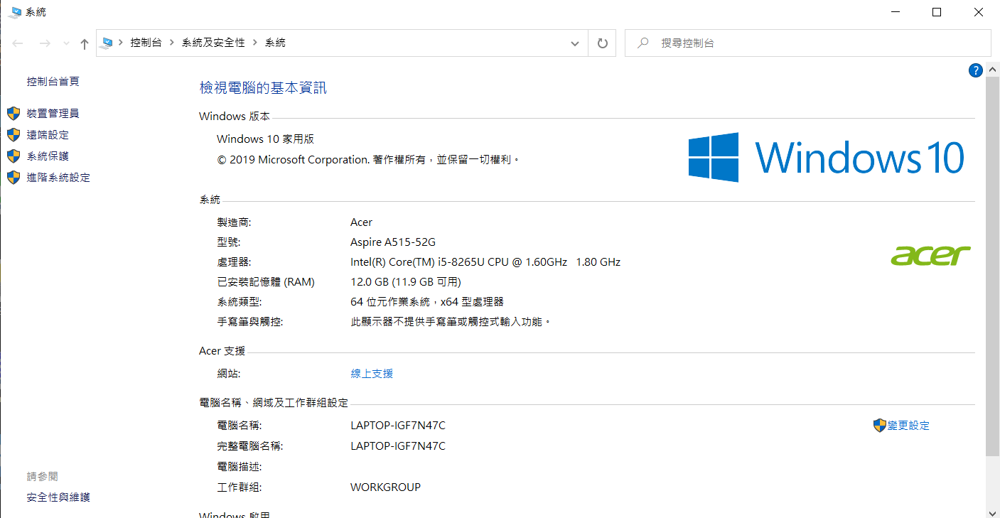 系統
控制台 系統及安全性 系統
搜尋控制台
控制台首頁
裝置管理員
遠端設定
系統保護
進階系統設定
檢視電腦的基本資訊
Windows 版本
Windows 10 家用版
© 2019 Microsoft Corporation. 著作權所有，並保留一切權利。
Windows 10
系統
製造商: Acer
型號: Aspire A515-52G
處理器: Intel(R) Core(TM) i5-8265U CPU @ 1.60GHz 1.80 GHz
已安裝記憶體 (RAM) 12.0 GB (11.9 GB 可用)
系統類型: 64 位元作業系統，x64 型處理器
手寫筆與觸控: 此顯示器不提供手寫筆或觸控式輸入功能。
acer
Acer 支援
網站: 線上支援
電腦名稱、網域及工作群組設定
電腦名稱: LAPTOP-IGF7N47C
變更設定
完整電腦名稱: LAPTOP-IGF7N47C
電腦描述:
工作群組: WORKGROUP
Windows 啟用
請參閱
安全性與維護